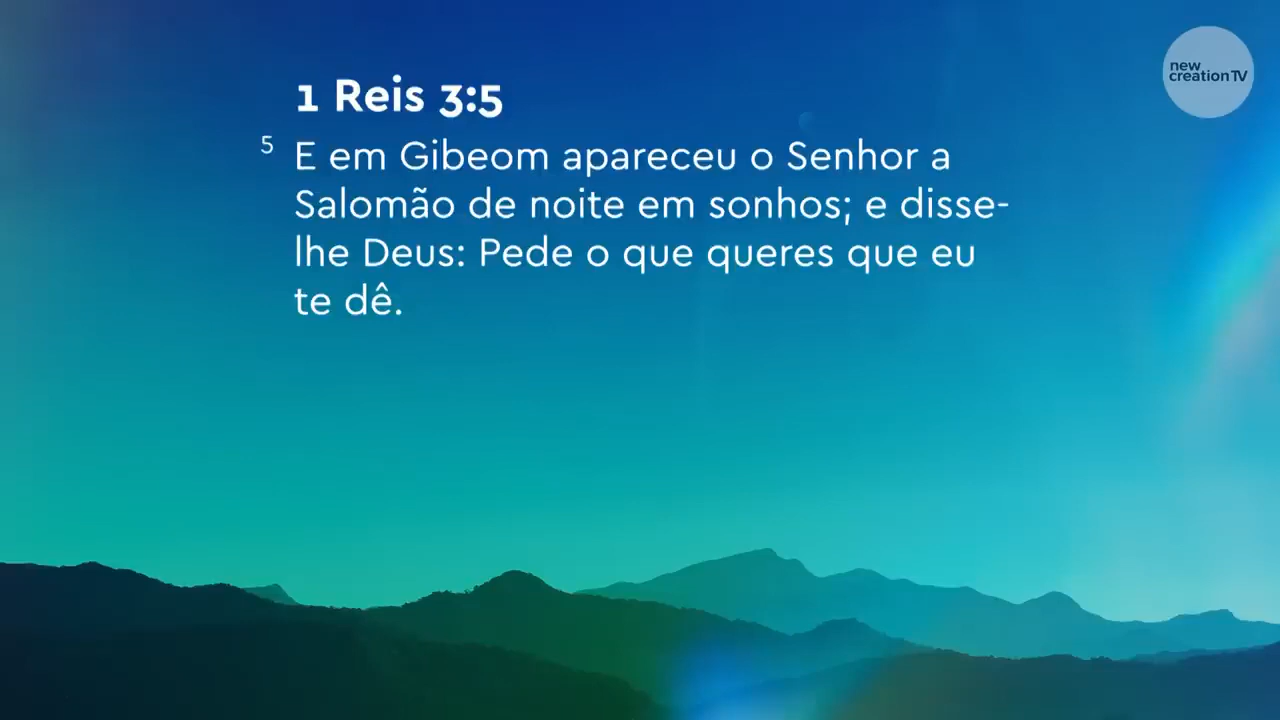 new
creationTV
1 Reis 3:5
5 E em Gibeom apareceu o Senhor a
Salomão de noite em sonhos; e disse-
lhe Deus: Pede o que queres que eu
te dê.